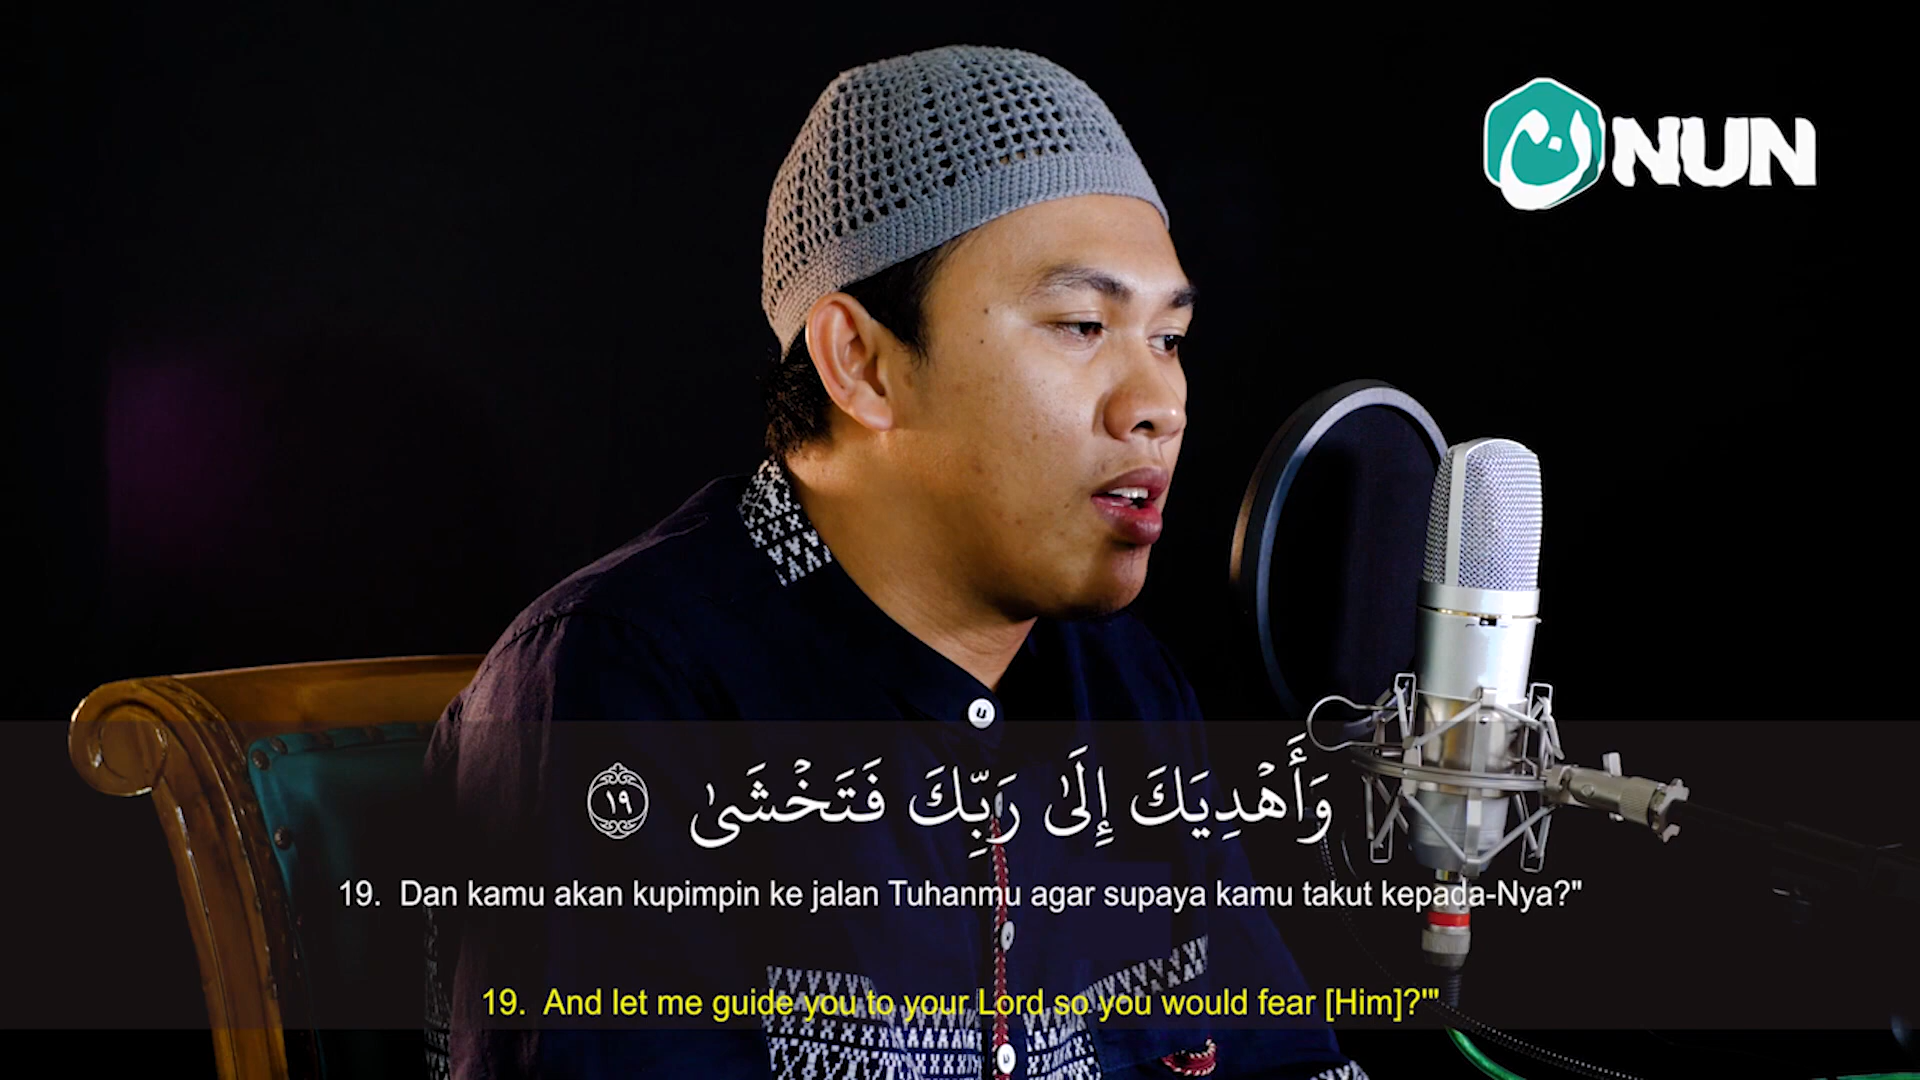 ن NUN
وَأَهْدِيَكَ إِلَىٰ رَبِّكَ فَتَخْشَىٰ ١٩
19. Dan kamu akan kupimpin ke jalan Tuhanmu agar supaya kamu takut kepada-Nya?"
19. And let me guide you to your Lord so you would fear [Him]?'"